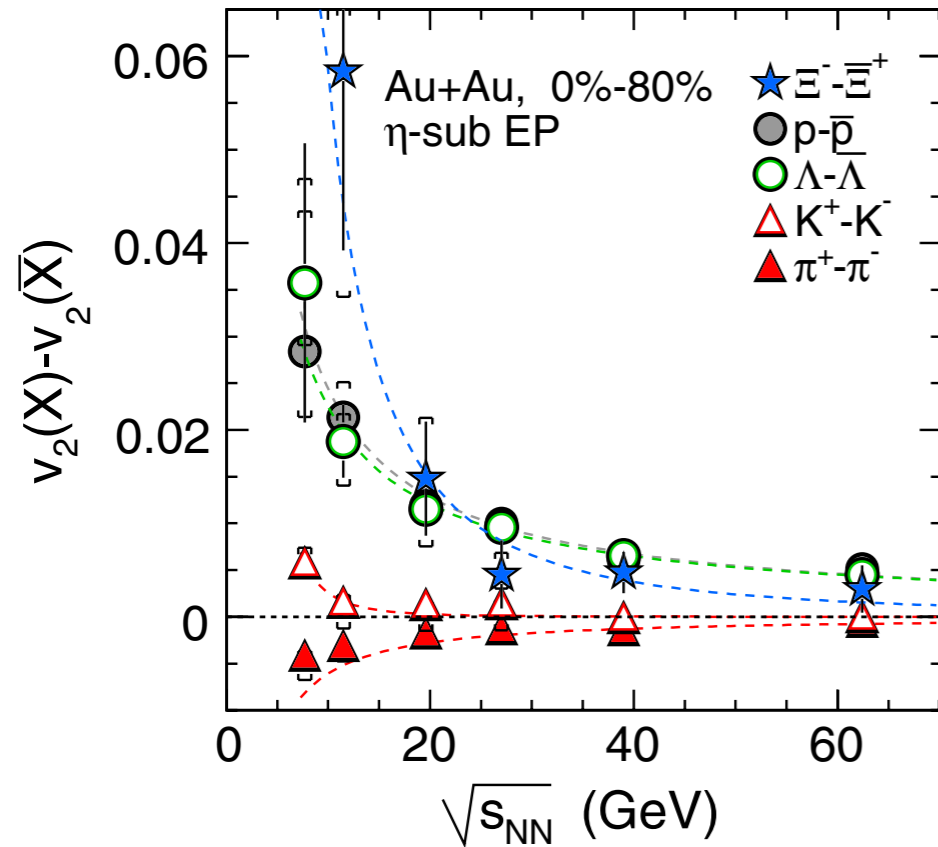 Au+Au, 0%-80%
η-sub EP
Ξ⁻-Ξ̅⁺
p-p̅
Λ-Λ̅
K⁺-K⁻
π⁺-π⁻
v₂(X)-v₂(X̅)
0.06
0.04
0.02
0
0 20 40 60
√sNN (GeV)